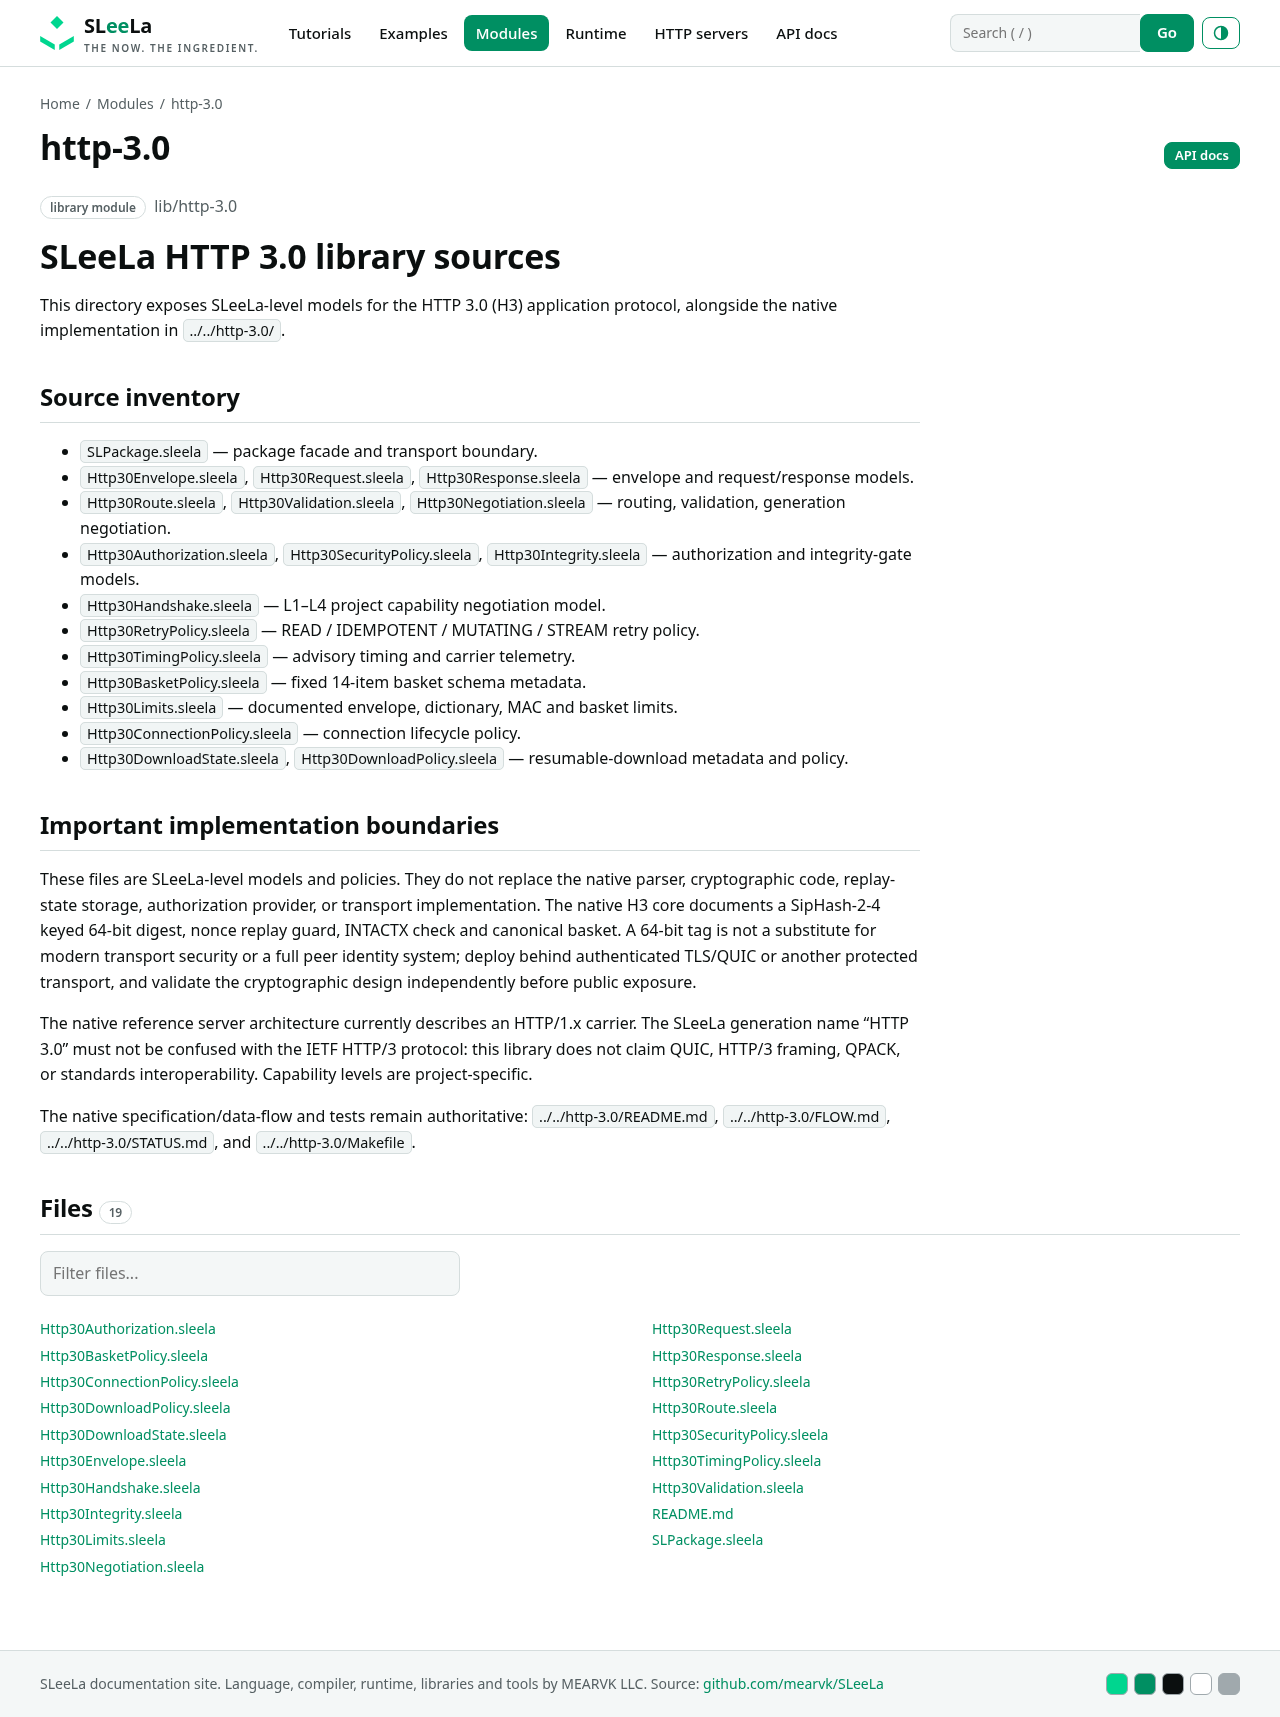 SLeeLa
THE NOW. THE INGREDIENT.
Tutorials Examples Modules Runtime HTTP servers API docs
Search ( / ) Go
Home / Modules / http-3.0
http-3.0
API docs
library module lib/http-3.0
SLeeLa HTTP 3.0 library sources
This directory exposes SLeeLa-level models for the HTTP 3.0 (H3) application protocol, alongside the native
implementation in ../../http-3.0/ .
Source inventory
• SLPackage.sleela — package facade and transport boundary.
• Http30Envelope.sleela , Http30Request.sleela , Http30Response.sleela — envelope and request/response models.
• Http30Route.sleela , Http30Validation.sleela , Http30Negotiation.sleela — routing, validation, generation
negotiation.
• Http30Authorization.sleela , Http30SecurityPolicy.sleela , Http30Integrity.sleela — authorization and integrity-gate
models.
• Http30Handshake.sleela — L1–L4 project capability negotiation model.
• Http30RetryPolicy.sleela — READ / IDEMPOTENT / MUTATING / STREAM retry policy.
• Http30TimingPolicy.sleela — advisory timing and carrier telemetry.
• Http30BasketPolicy.sleela — fixed 14-item basket schema metadata.
• Http30Limits.sleela — documented envelope, dictionary, MAC and basket limits.
• Http30ConnectionPolicy.sleela — connection lifecycle policy.
• Http30DownloadState.sleela , Http30DownloadPolicy.sleela — resumable-download metadata and policy.
Important implementation boundaries
These files are SLeeLa-level models and policies. They do not replace the native parser, cryptographic code, replay-
state storage, authorization provider, or transport implementation. The native H3 core documents a SipHash-2-4
keyed 64-bit digest, nonce replay guard, INTACTX check and canonical basket. A 64-bit tag is not a substitute for
modern transport security or a full peer identity system; deploy behind authenticated TLS/QUIC or another protected
transport, and validate the cryptographic design independently before public exposure.
The native reference server architecture currently describes an HTTP/1.x carrier. The SLeeLa generation name “HTTP
3.0” must not be confused with the IETF HTTP/3 protocol: this library does not claim QUIC, HTTP/3 framing, QPACK,
or standards interoperability. Capability levels are project-specific.
The native specification/data-flow and tests remain authoritative: ../../http-3.0/README.md , ../../http-3.0/FLOW.md ,
../../http-3.0/STATUS.md , and ../../http-3.0/Makefile .
Files 19
Filter files...
Http30Authorization.sleela
Http30BasketPolicy.sleela
Http30ConnectionPolicy.sleela
Http30DownloadPolicy.sleela
Http30DownloadState.sleela
Http30Envelope.sleela
Http30Handshake.sleela
Http30Integrity.sleela
Http30Limits.sleela
Http30Negotiation.sleela
Http30Request.sleela
Http30Response.sleela
Http30RetryPolicy.sleela
Http30Route.sleela
Http30SecurityPolicy.sleela
Http30TimingPolicy.sleela
Http30Validation.sleela
README.md
SLPackage.sleela
SLeeLa documentation site. Language, compiler, runtime, libraries and tools by MEARVK LLC. Source: github.com/mearvk/SLeeLa